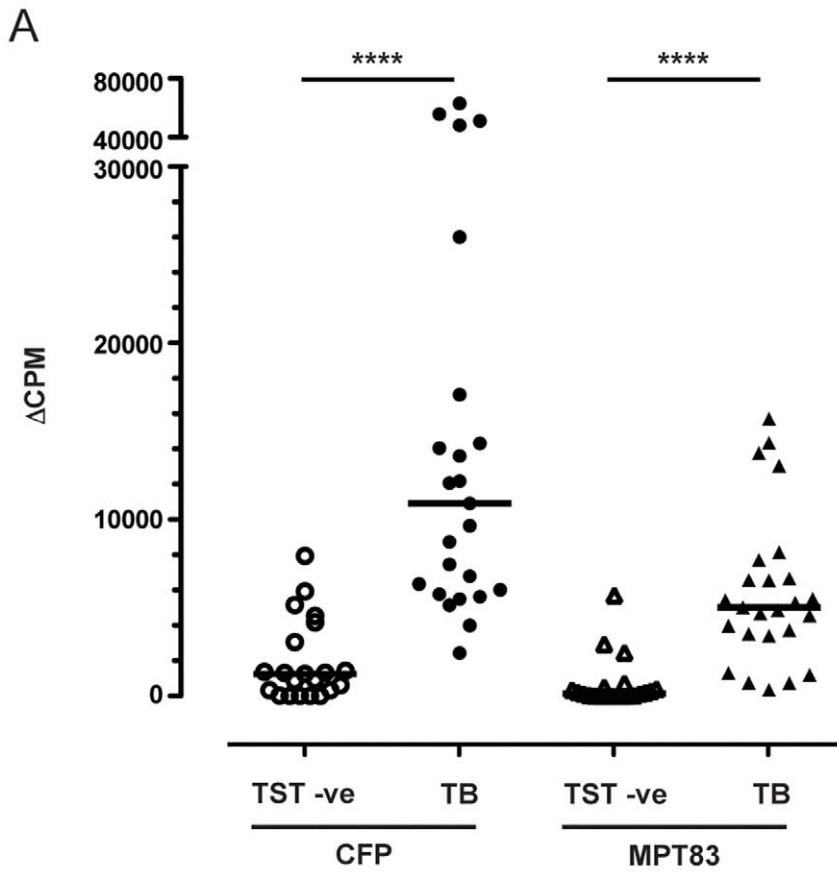 A
**** ****
80000
40000
30000
20000
ΔCPM
10000
0
TST -ve TB TST -ve TB
CFP MPT83